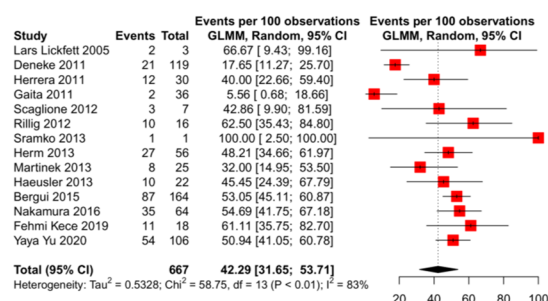 Events per 100 observations Events per 100 observations
Study Events Total GLMM, Random, 95% CI GLMM, Random, 95% CI
Lars Lickfett 2005 2 3 66.67 [ 9.43; 99.16]
Deneke 2011 21 119 17.65 [11.27; 25.70]
Herrera 2011 12 30 40.00 [22.66; 59.40]
Gaita 2011 2 36 5.56 [ 0.68; 18.66]
Scaglione 2012 3 7 42.86 [ 9.90; 81.59]
Rillig 2012 10 16 62.50 [35.43; 84.80]
Sramko 2013 1 1 100.00 [ 2.50; 100.00]
Herm 2013 27 56 48.21 [34.66; 61.97]
Martinek 2013 8 25 32.00 [14.95; 53.50]
Haeusler 2013 10 22 45.45 [24.39; 67.79]
Bergui 2015 87 164 53.05 [45.11; 60.87]
Nakamura 2016 35 64 54.69 [41.75; 67.18]
Fehmi Kece 2019 11 18 61.11 [35.75; 82.70]
Yaya Yu 2020 54 106 50.94 [41.05; 60.78]
Total (95% CI) 667 42.29 [31.65; 53.71]
Heterogeneity: Tau² = 0.5328; Chi² = 58.75, df = 13 (P < 0.01); I² = 83%
20 40 60 80 100